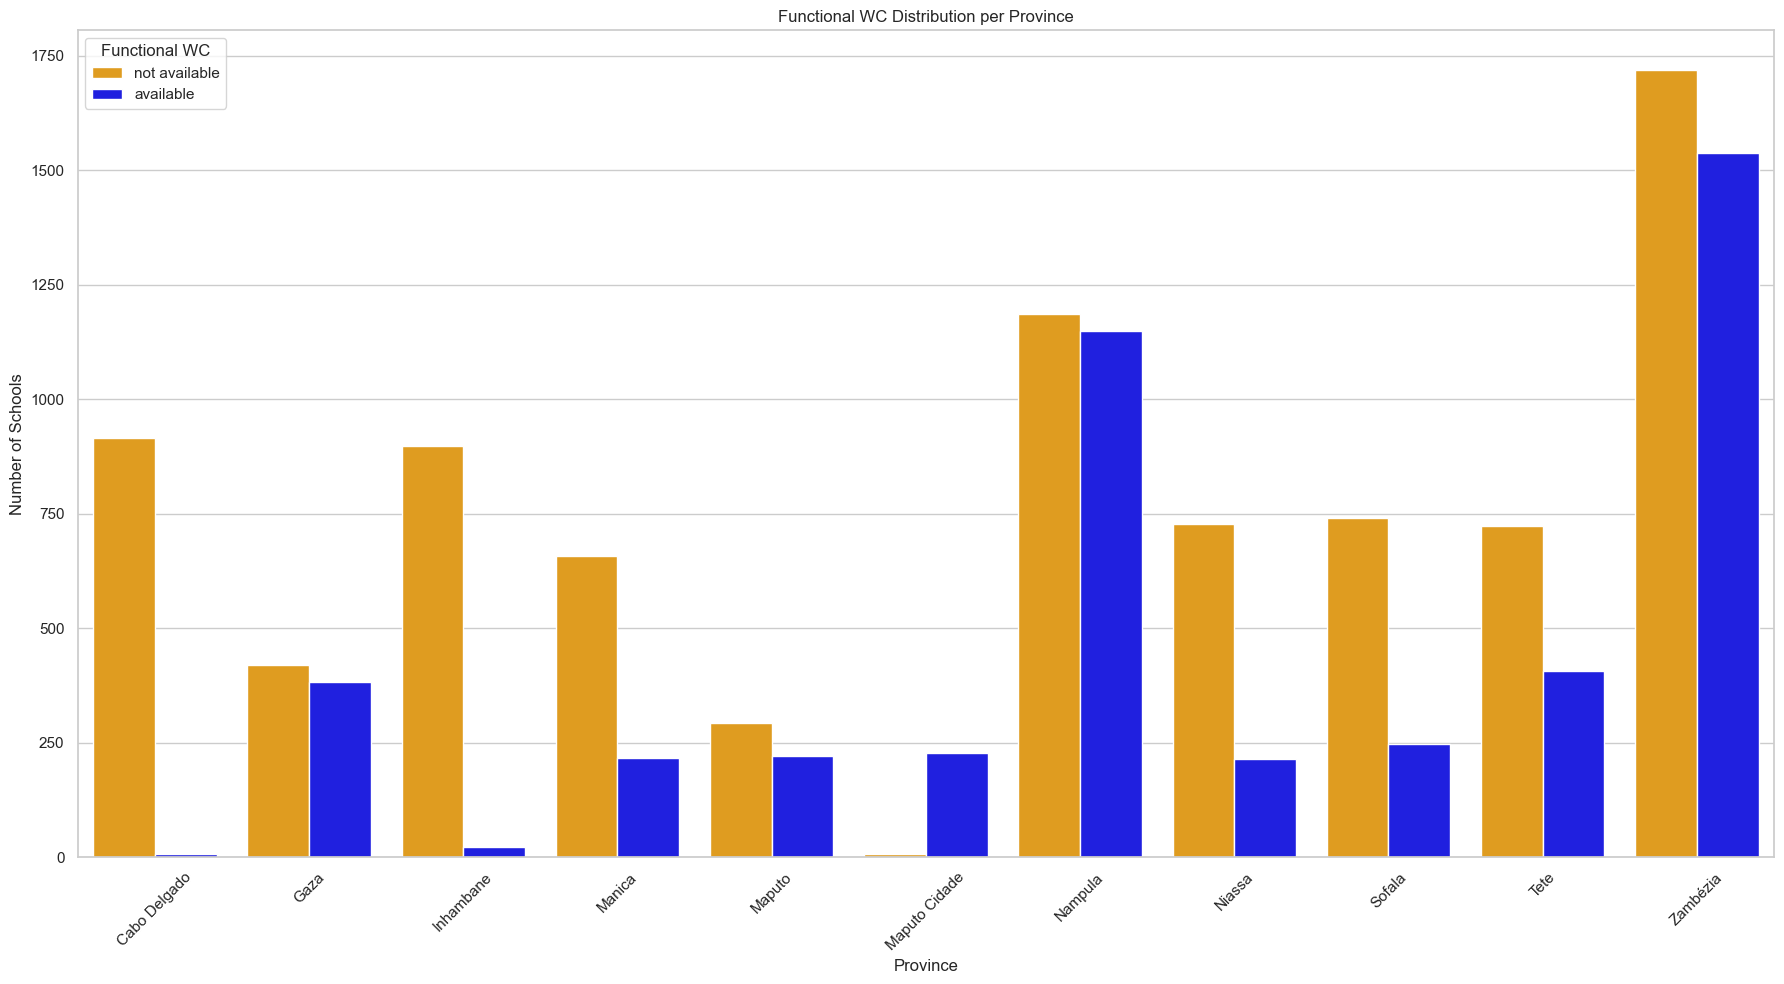 Functional WC Distribution per Province
Functional WC
not available
available
Number of Schools
1750
1500
1250
1000
750
500
250
0
Cabo Delgado
Gaza
Inhambane
Manica
Maputo
Maputo Cidade
Nampula
Niassa
Sofala
Tete
Zambézia
Province